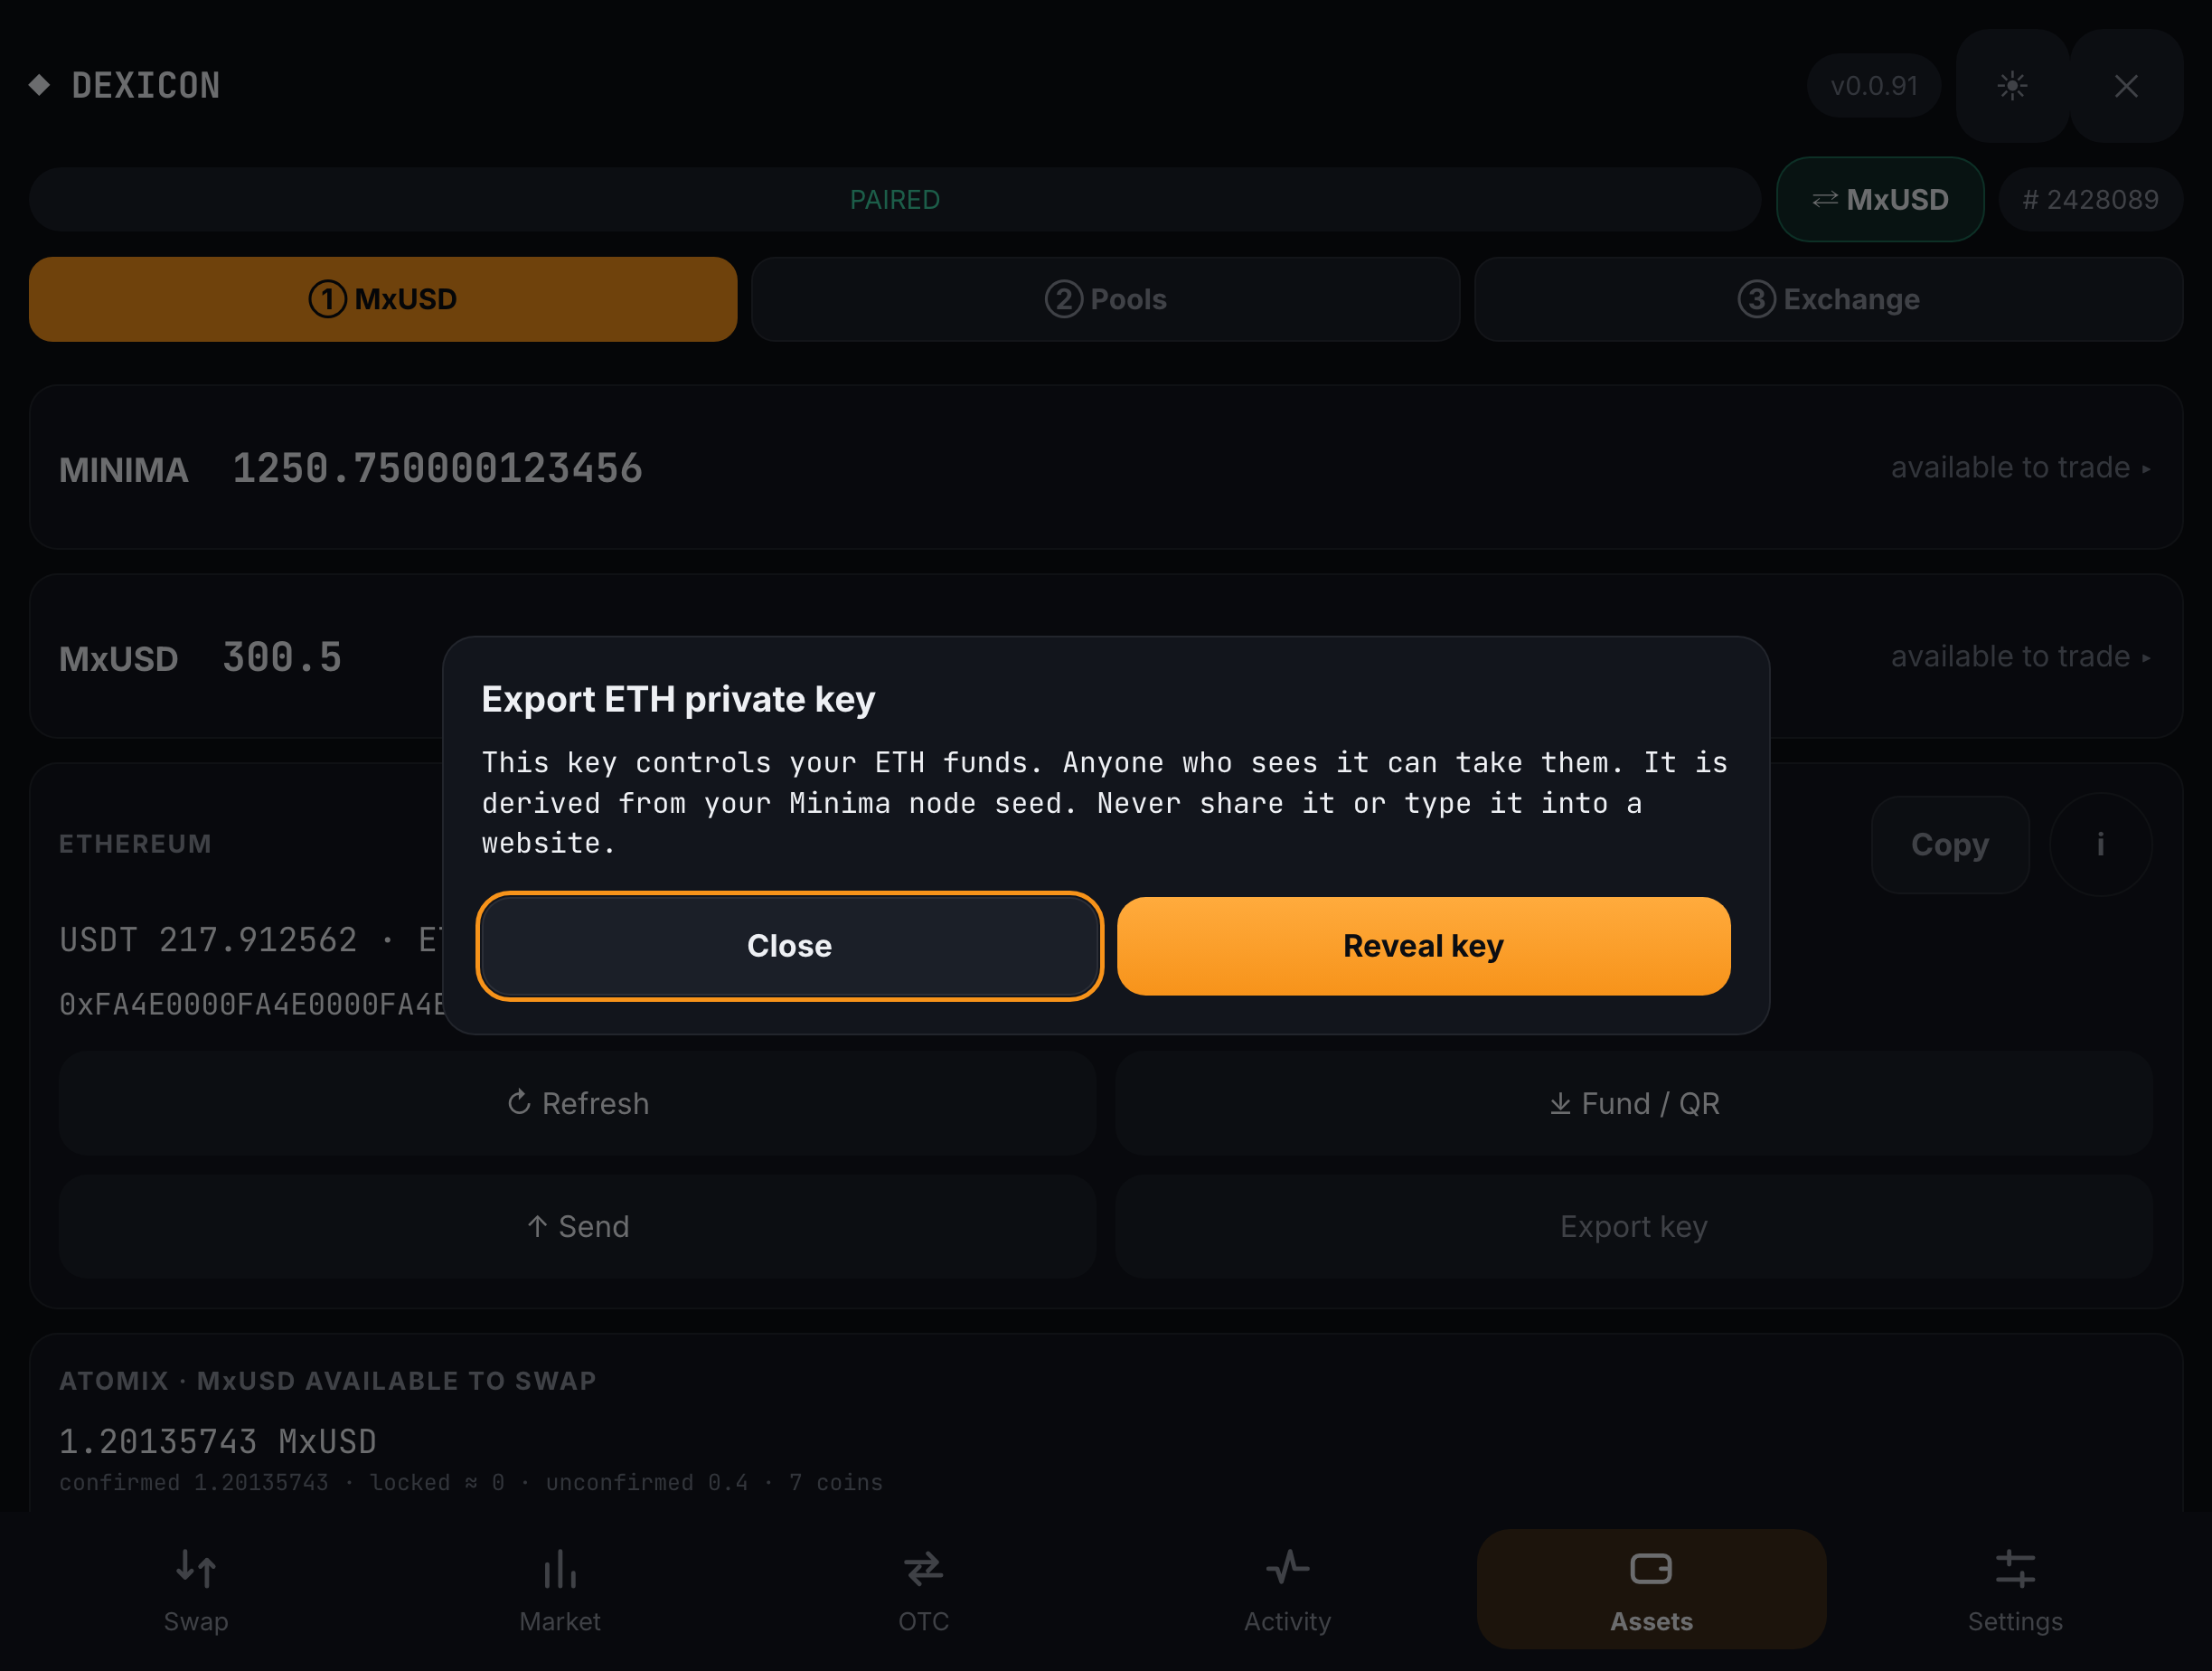 ◆ DEXICON
v0.0.91
PAIRED
⇄ MxUSD
# 2428089
① MxUSD
② Pools
③ Exchange
MINIMA 1250.750000123456
available to trade ▸
MxUSD 300.5
available to trade ▸
Export ETH private key
This key controls your ETH funds. Anyone who sees it can take them. It is
derived from your Minima node seed. Never share it or type it into a
website.
Close
Reveal key
ETHEREUM
Copy
i
USDT 217.912562 ·
0xFA4E0000FA4E0000FA4E
↻ Refresh
Fund / QR
↑ Send
Export key
ATOMIX · MxUSD AVAILABLE TO SWAP
1.20135743 MxUSD
confirmed 1.20135743 · locked ≈ 0 · unconfirmed 0.4 · 7 coins
Swap
Market
OTC
Activity
Assets
Settings